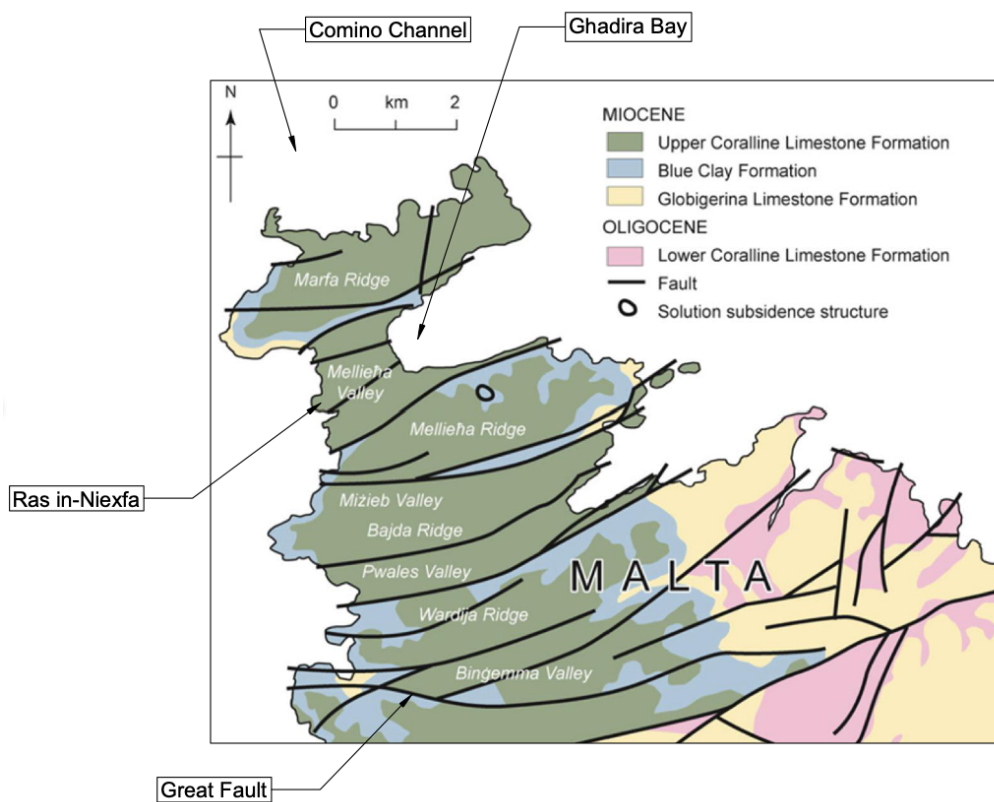 Comino Channel
Ghadira Bay
N
0 km 2
MIOCENE
Upper Coralline Limestone Formation
Blue Clay Formation
Globigerina Limestone Formation
OLIGOCENE
Lower Coralline Limestone Formation
Fault
Solution subsidence structure
Marfa Ridge
Mellieħa
Valley
Mellieħa Ridge
Ras in-Niexfa
Miżieb Valley
Bajda Ridge
Pwales Valley
MALTA
Wardija Ridge
Binġemma Valley
Great Fault